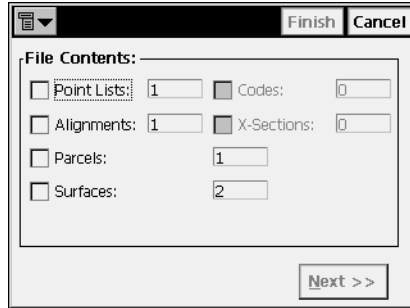 Finish Cancel
File Contents:
Point Lists: 1 Codes: 0
Alignments: 1 X-Sections: 0
Parcels: 1
Surfaces: 2
Next >>